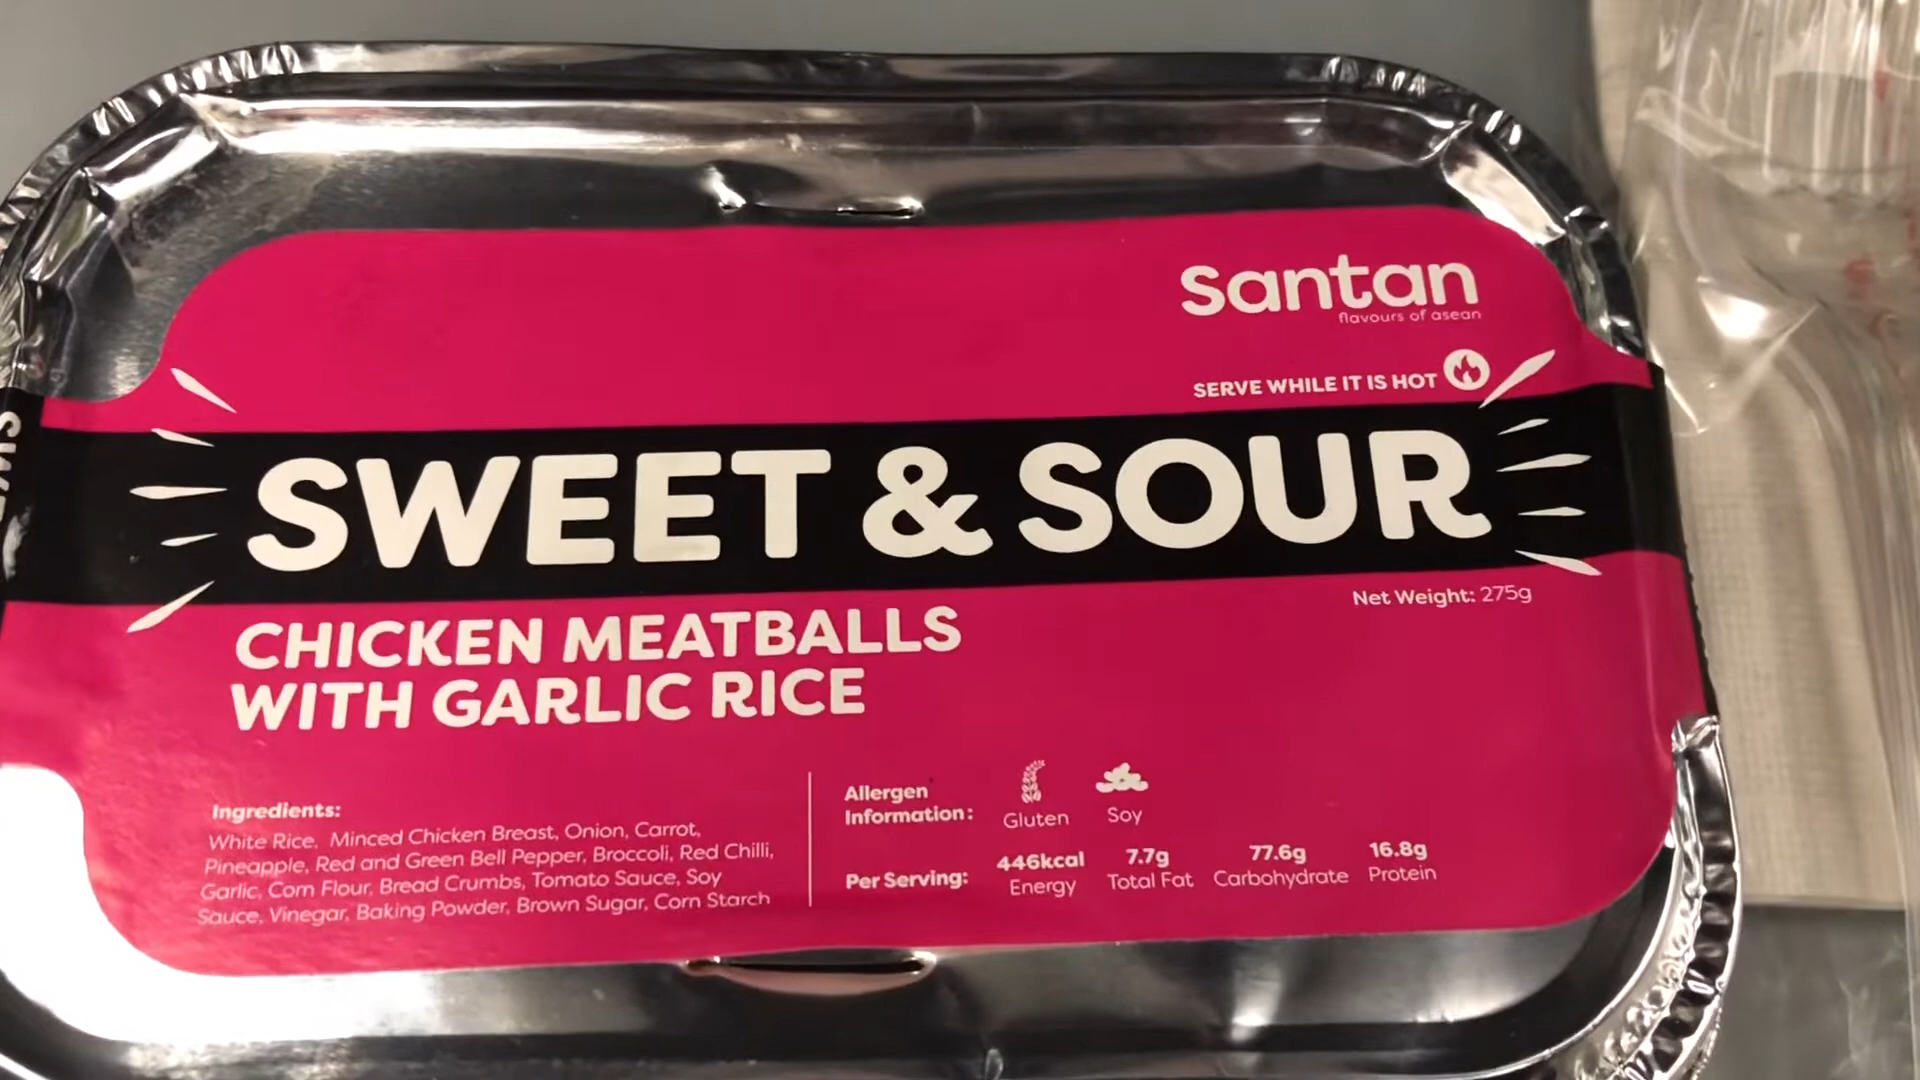 Santan
flavours of asean
SERVE WHILE IT IS HOT
SWEET & SOUR
Net Weight: 275g
CHICKEN MEATBALLS
WITH GARLIC RICE
Ingredients:
White Rice, Minced Chicken Breast, Onion, Carrot,
Pineapple, Red and Green Bell Pepper, Broccoli, Red Chilli,
Garlic, Corn Flour, Bread Crumbs, Tomato Sauce, Soy
Sauce, Vinegar, Baking Powder, Brown Sugar, Corn Starch
Allergen
Information:
Gluten Soy
Per Serving:
446kcal 7.7g 77.6g 16.8g
Energy Total Fat Carbohydrate Protein